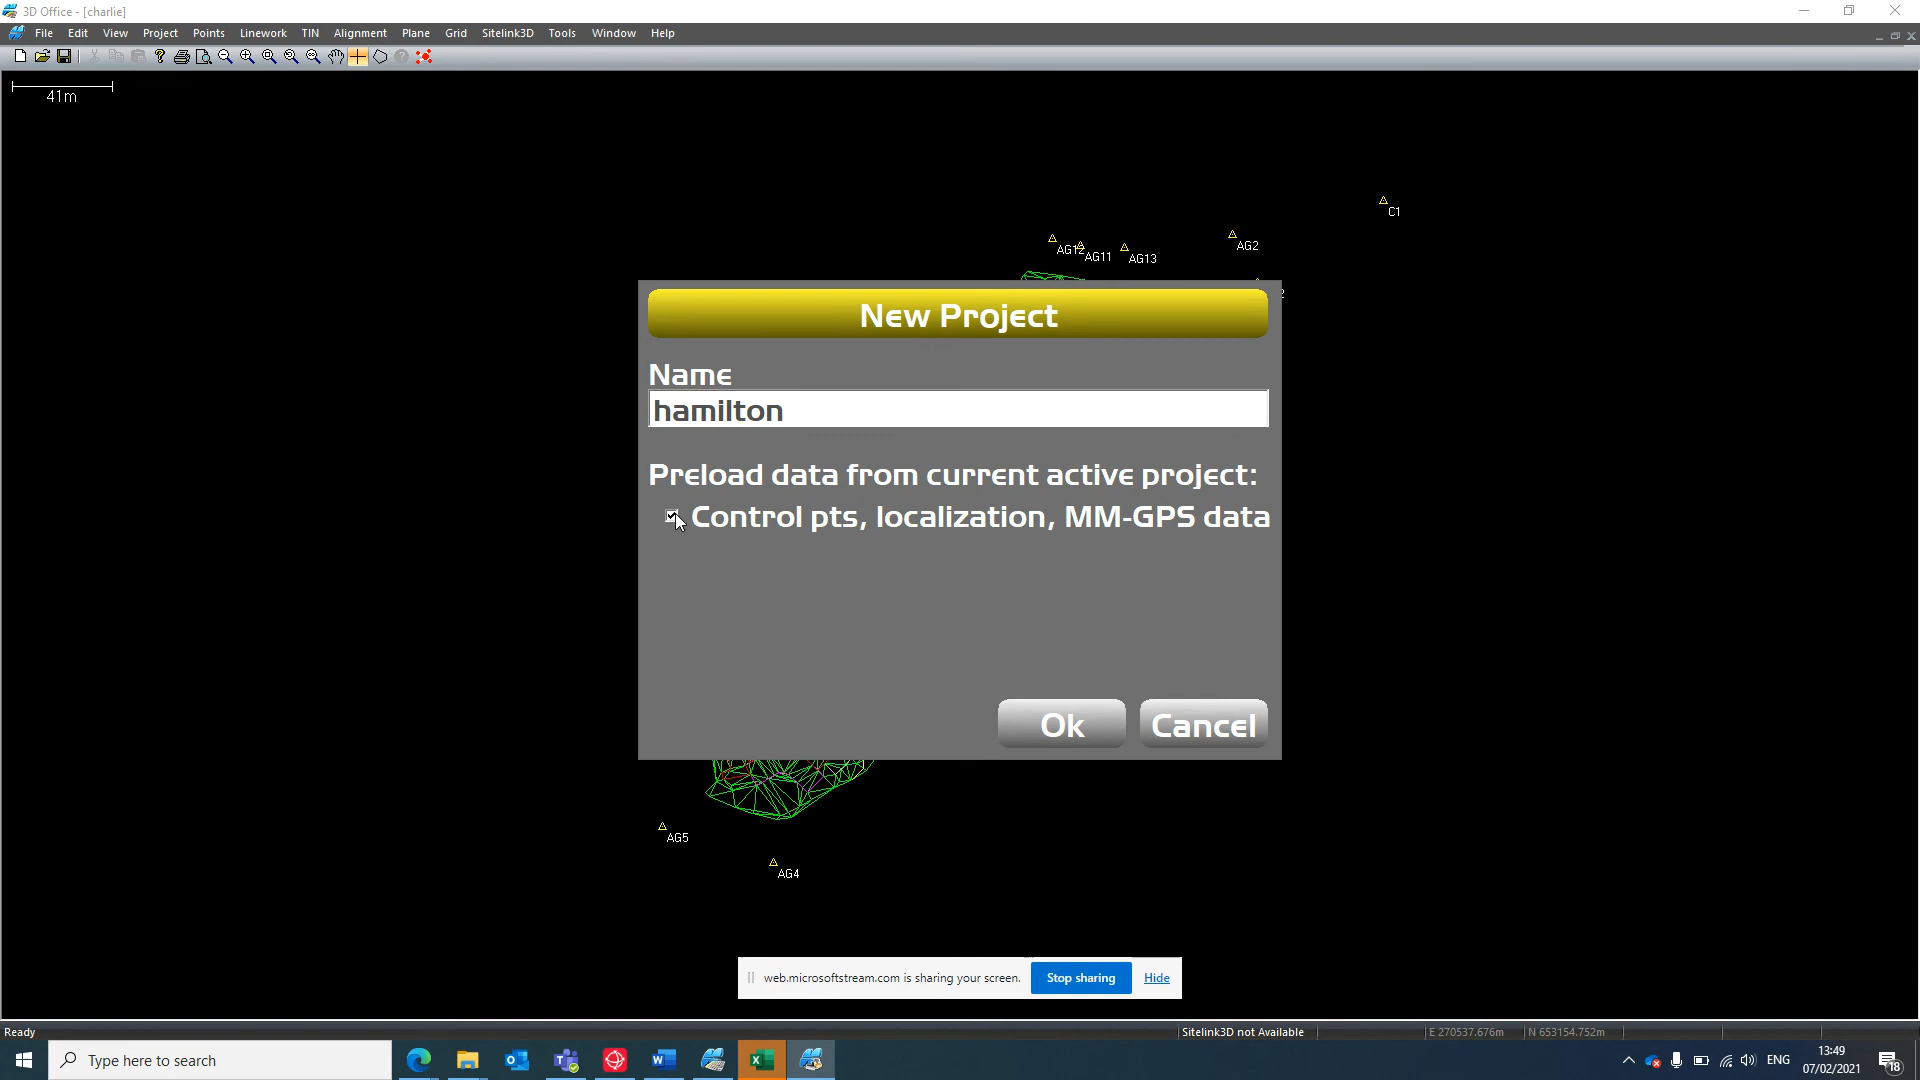 3D Office - [charlie]
File Edit View Project Points Linework TIN Alignment Plane Grid Sitelink3D Tools Window Help
41m
C1
AG2
AG12
AG11
AG13
2
New Project
Name
hamilton
Preload data from current active project:
Control pts, localization, MM-GPS data
Ok Cancel
AG5
AG4
web.microsoftstream.com is sharing your screen. Stop sharing Hide
Ready Sitelink3D not Available E 270537.676m N 653154.752m
Type here to search
ENG
13:49
07/02/2021
18